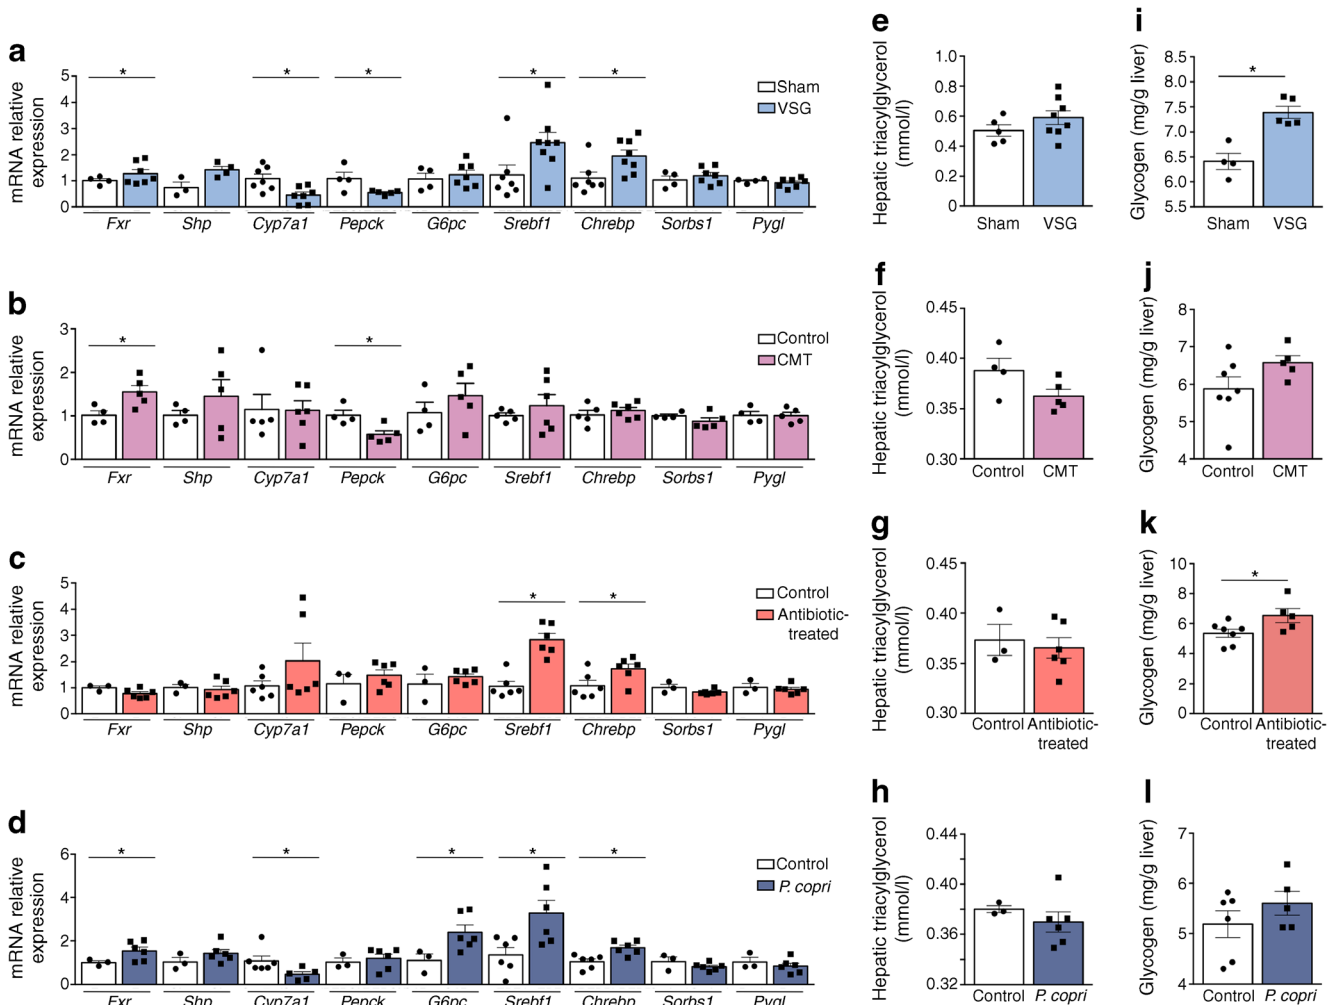 a
mRNA relative
expression
5
4
3
2
1
0
*
*
*
*
*
Sham
VSG
Fxr
Shp
Cyp7a1
Pepck
G6pc
Srebf1
Chrebp
Sorbs1
Pygl
e
Hepatic triacylglycerol
(mmol/l)
1.0
0.8
0.6
0.4
0.2
0
Sham
VSG
i
Glycogen (mg/g liver)
8.5
8.0
7.5
7.0
6.5
6.0
5.5
*
Sham
VSG
b
mRNA relative
expression
3
2
1
0
*
*
Control
CMT
Fxr
Shp
Cyp7a1
Pepck
G6pc
Srebf1
Chrebp
Sorbs1
Pygl
f
Hepatic triacylglycerol
(mmol/l)
0.45
0.40
0.35
0.30
Control
CMT
j
Glycogen (mg/g liver)
8
7
6
5
4
Control
CMT
c
mRNA relative
expression
5
4
3
2
1
0
*
*
Control
Antibiotic-
treated
Fxr
Shp
Cyp7a1
Pepck
G6pc
Srebf1
Chrebp
Sorbs1
Pygl
g
Hepatic triacylglycerol
(mmol/l)
0.45
0.40
0.35
0.30
Control
Antibiotic-
treated
k
Glycogen (mg/g liver)
10
8
6
4
2
0
*
Control
Antibiotic-
treated
d
mRNA relative
expression
6
4
2
0
*
*
*
*
*
Control
P. copri
Fxr
Shp
Cyp7a1
Pepck
G6pc
Srebf1
Chrebp
Sorbs1
Pygl
h
Hepatic triacylglycerol
(mmol/l)
0.44
0.40
0.36
0.32
Control
P. copri
l
Glycogen (mg/g liver)
7
6
5
4
Control
P. copri